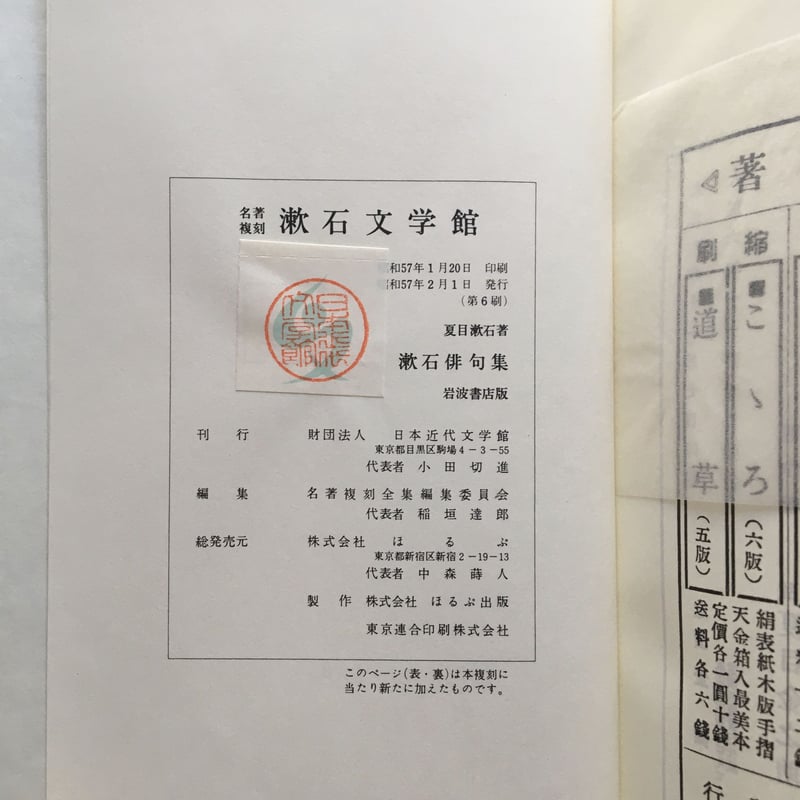 名著
複刻 漱石文学館
和57年1月20日 印刷
和57年2月1日 発行
(第6刷)
夏目漱石著
漱石俳句集
岩波書店版
刊行 財団法人 日本近代文学館
東京都目黒区駒場4-3-55
代表者 小田切進
編集 名著複刻全集編集委員会
代表者 稲垣達郎
総発売元 株式会社 ほるぷ
東京都新宿区新宿2-19-13
代表者 中森蒔人
製作 株式会社 ほるぷ出版
東京連合印刷株式会社
このページ(表・裏)は本複刻に
当たり新たに加えたものです。
著
縮
刷
こゝろ(六版)
道草(五版)
絹表紙木版手摺
天金箱入最美本
定價各一圓十錢
送料各六錢
行